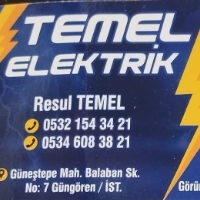 TEMEL
ELEKTRİK
Resul TEMEL
0532 154 34 21
0534 608 38 21
Güneştepe Mah. Balaban Sk.
No: 7 Güngören / İST.
Görün